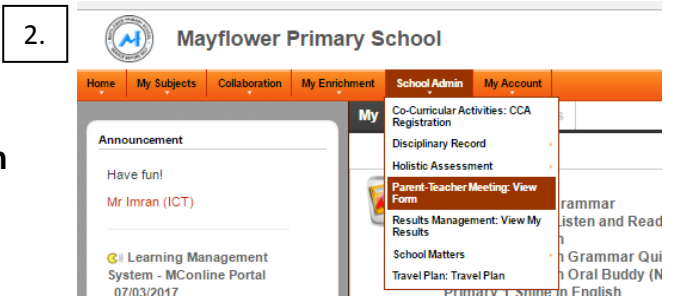 2.
Mayflower Primary School
Home My Subjects Collaboration My Enrichment School Admin My Account
My
Co-Curricular Activities: CCA
Registration
Disciplinary Record
Holistic Assessment
Parent-Teacher Meeting: View
Form
Results Management: View My
Results
School Matters
Travel Plan: Travel Plan
Announcement
Have fun!
Mr Imran (ICT)
Learning Management
System - MConline Portal
07/03/2017
n
s
rammar
isten and Read
n
n Grammar Qui
n Oral Buddy (N
Primary 1 Shine in English